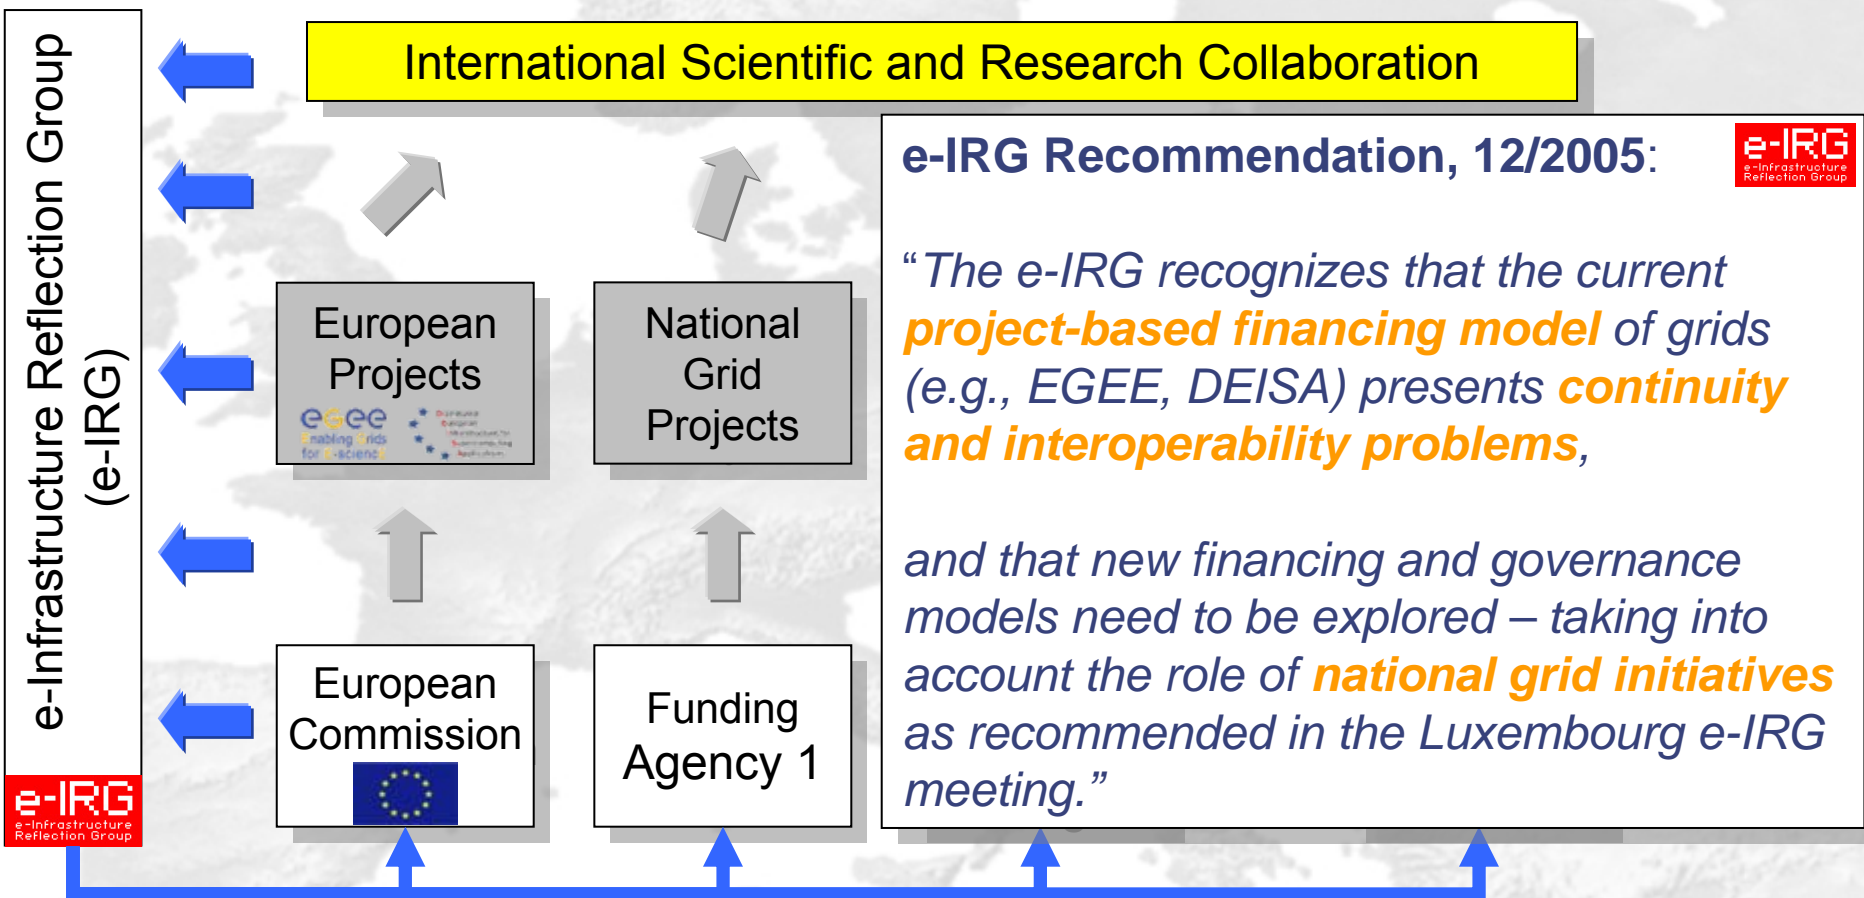 e-Infrastructure Reflection Group
(e-IRG)
e-IRG
e-Infrastructure
Reflection Group
International Scientific and Research Collaboration
European
Projects
egee
Enabling Grids
for E-sciencE
National
Grid
Projects
European
Commission
Funding
Agency 1
e-IRG Recommendation, 12/2005:
e-IRG
e-Infrastructure
Reflection Group
“The e-IRG recognizes that the current
project-based financing model of grids
(e.g., EGEE, DEISA) presents continuity
and interoperability problems,
and that new financing and governance
models need to be explored – taking into
account the role of national grid initiatives
as recommended in the Luxembourg e-IRG
meeting.”